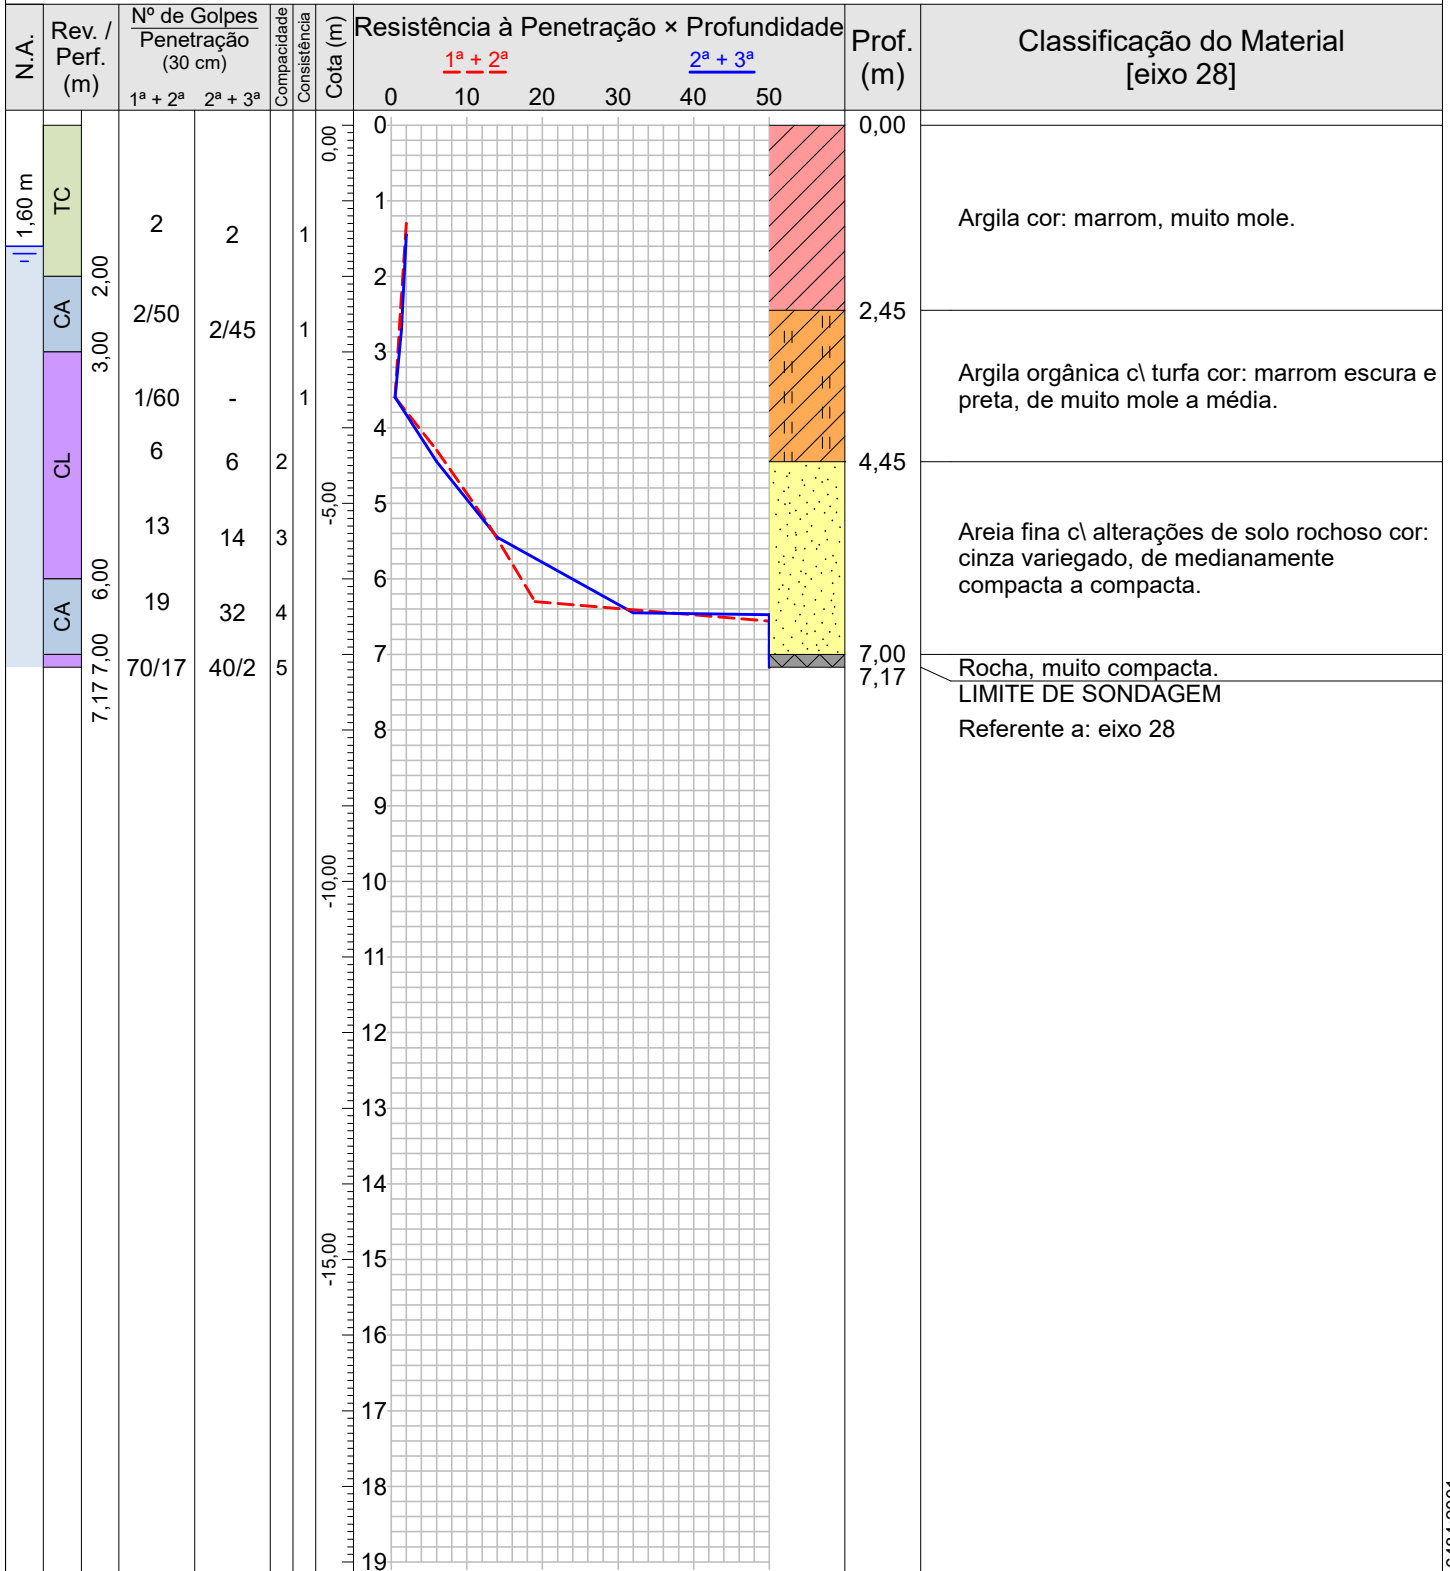 N.A.
Rev. /
Perf.
(m)
Nº de Golpes
Penetração
(30 cm)
1ª + 2ª 2ª + 3ª
Compacidade
Consistência
Cota (m)
Resistência à Penetração × Profundidade
1ª + 2ª 2ª + 3ª
0 10 20 30 40 50
Prof.
(m)
Classificação do Material
[eixo 28]
1,60 m
TC
CA
CL
CA
2,00
3,00
6,00
7,00
7,17
2 2 1
2/50 2/45 1
1/60 - 1
6 6 2
13 14 3
19 32 4
70/17 40/2 5
0,00
-5,00
-10,00
-15,00
0
1
2
3
4
5
6
7
8
9
10
11
12
13
14
15
16
17
18
19
0,00
2,45
4,45
7,00
7,17
Argila cor: marrom, muito mole.
Argila orgânica c\ turfa cor: marrom escura e
preta, de muito mole a média.
Areia fina c\ alterações de solo rochoso cor:
cinza variegado, de medianamente
compacta a compacta.
Rocha, muito compacta.
LIMITE DE SONDAGEM
Referente a: eixo 28